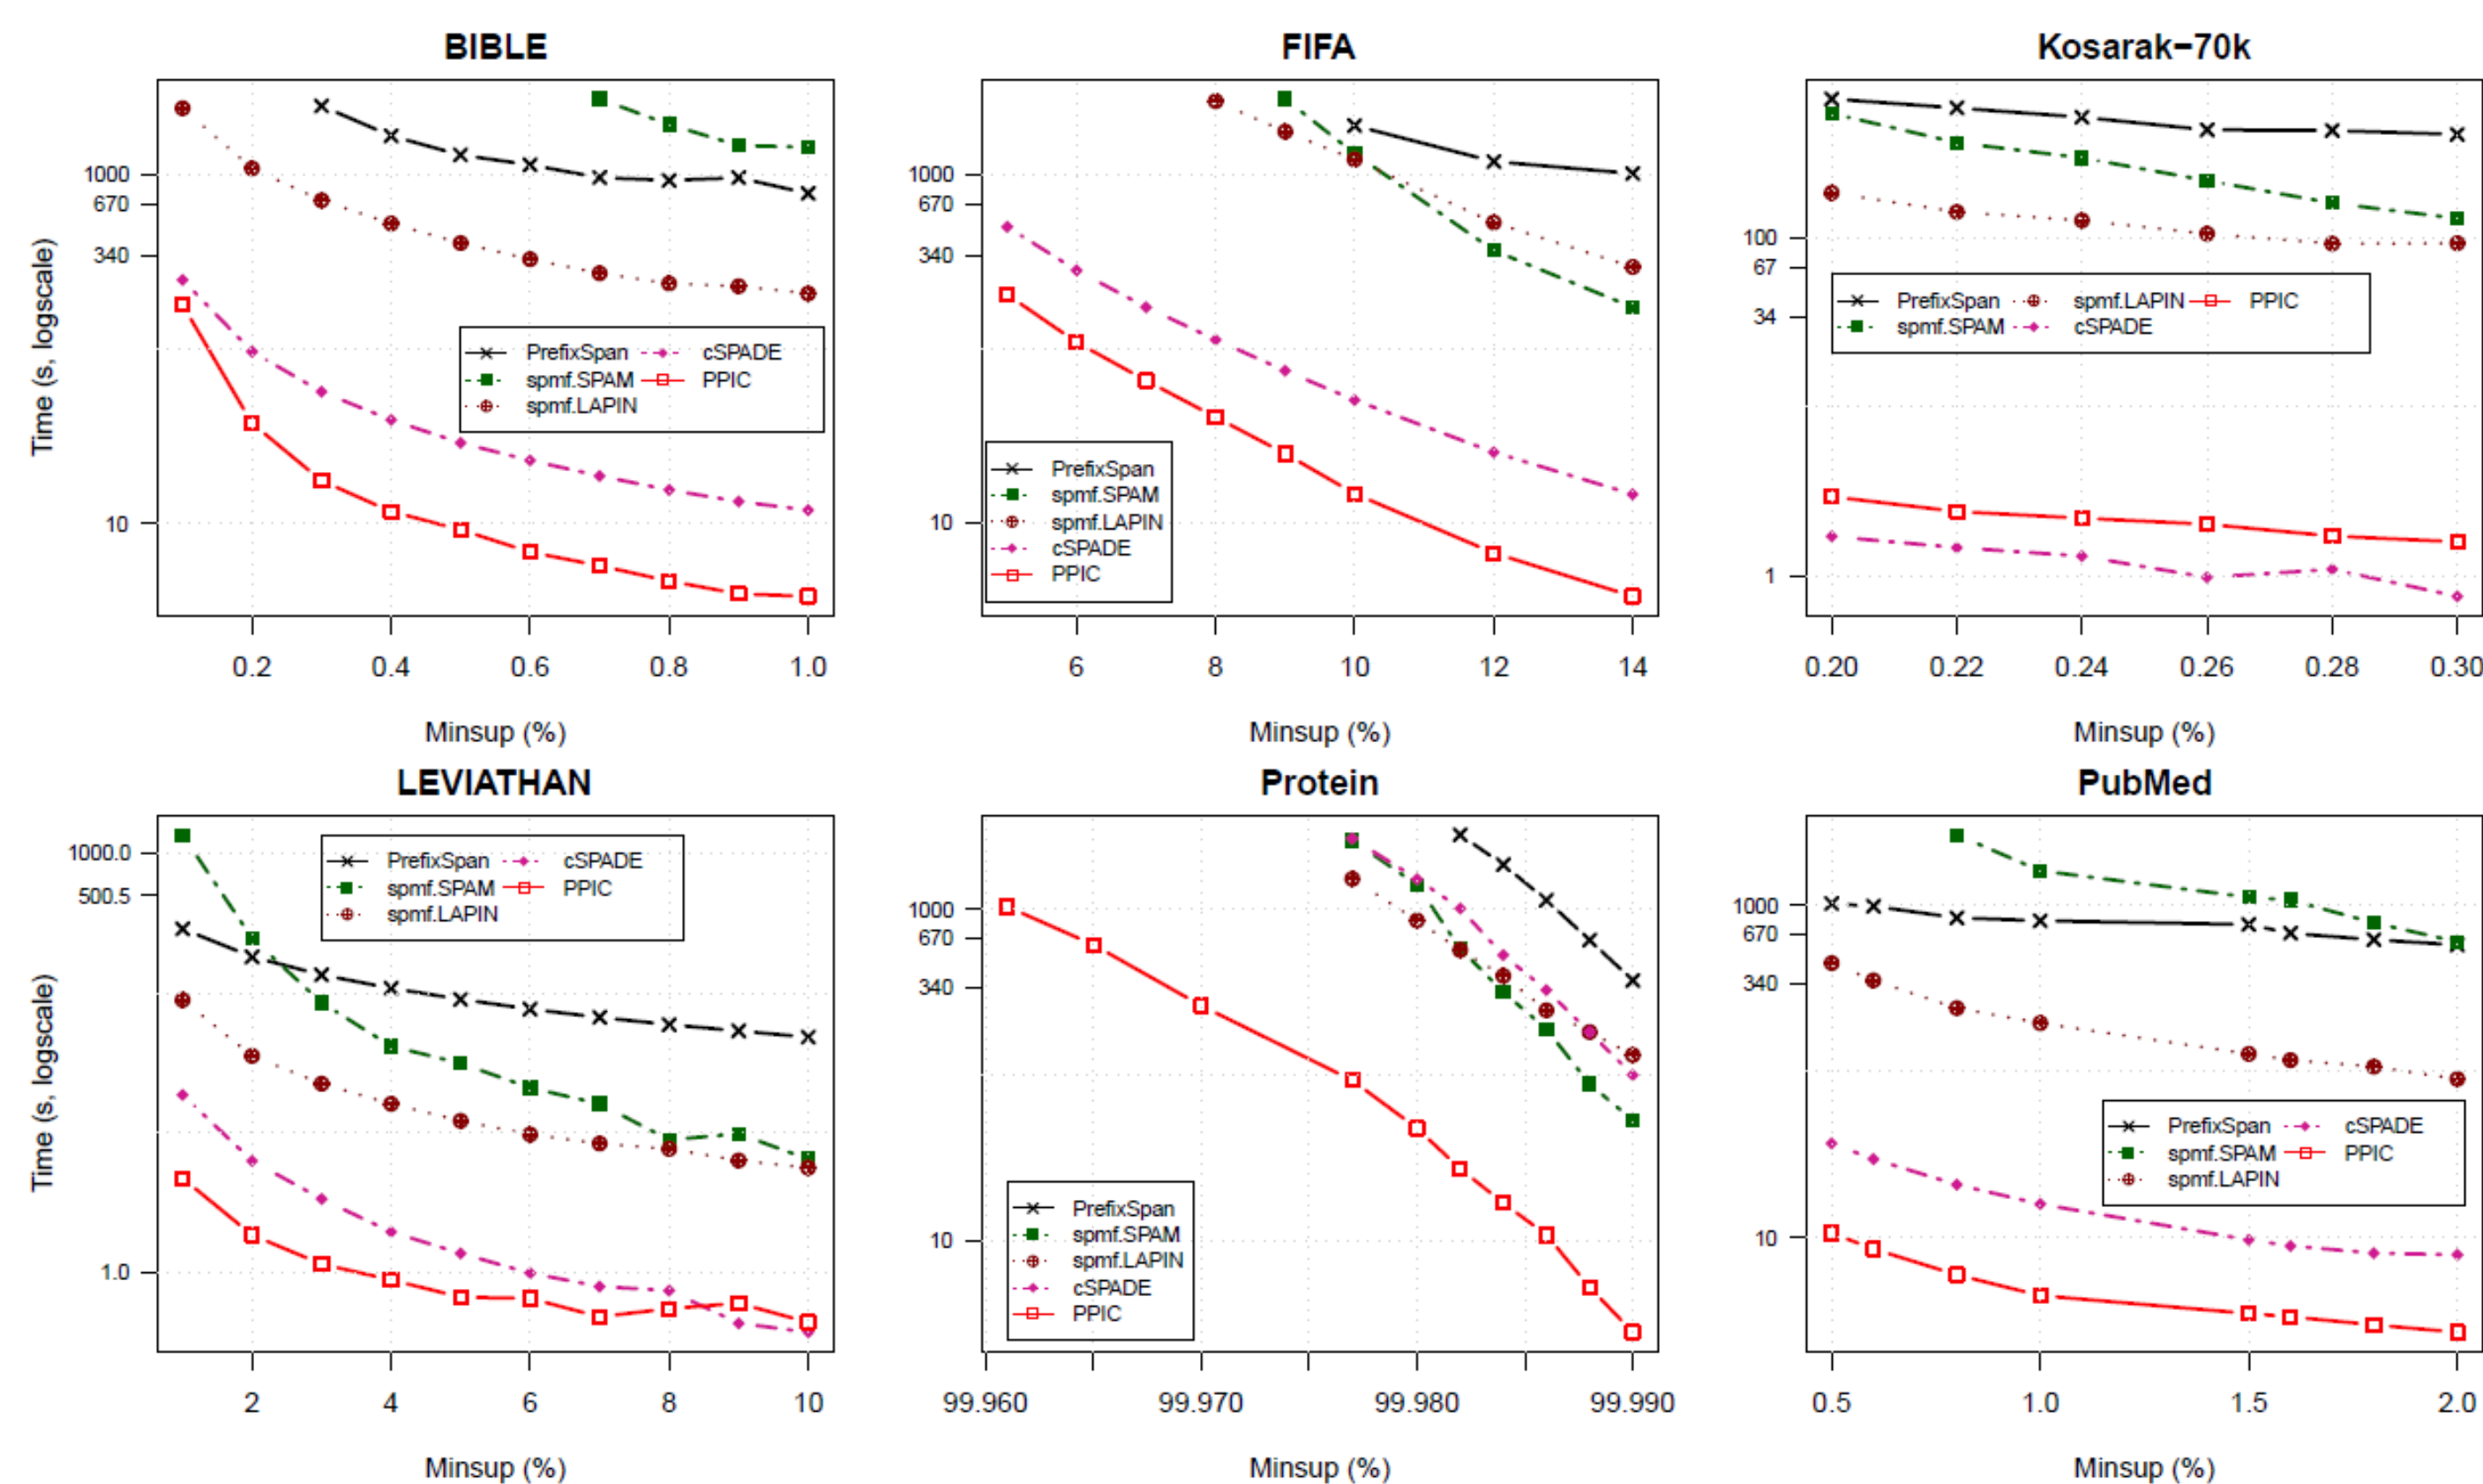 BIBLE
Time (s, logscale)
1000
670
340
10
PrefixSpan
spmf.SPAM
spmf.LAPIN
cSPADE
PPIC
0.2 0.4 0.6 0.8 1.0
Minsup (%)
FIFA
1000
670
340
10
PrefixSpan
spmf.SPAM
spmf.LAPIN
cSPADE
PPIC
6 8 10 12 14
Minsup (%)
Kosarak−70k
100
67
34
1
PrefixSpan
spmf.SPAM
spmf.LAPIN
cSPADE
PPIC
0.20 0.22 0.24 0.26 0.28 0.30
Minsup (%)
LEVIATHAN
Time (s, logscale)
1000.0
500.5
1.0
PrefixSpan
spmf.SPAM
spmf.LAPIN
cSPADE
PPIC
2 4 6 8 10
Minsup (%)
Protein
1000
670
340
10
PrefixSpan
spmf.SPAM
spmf.LAPIN
cSPADE
PPIC
99.960 99.970 99.980 99.990
Minsup (%)
PubMed
1000
670
340
10
PrefixSpan
spmf.SPAM
spmf.LAPIN
cSPADE
PPIC
0.5 1.0 1.5 2.0
Minsup (%)